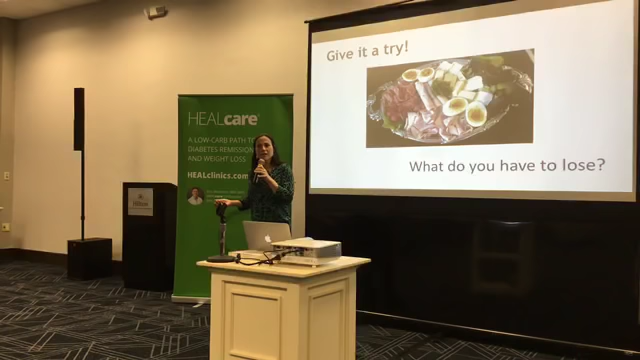 Give it a try!
What do you have to lose?
HEALcare
A LOW-CARB PATH TO
DIABETES REMISSION
AND WEIGHT LOSS
HEALclinics.com
Hilton